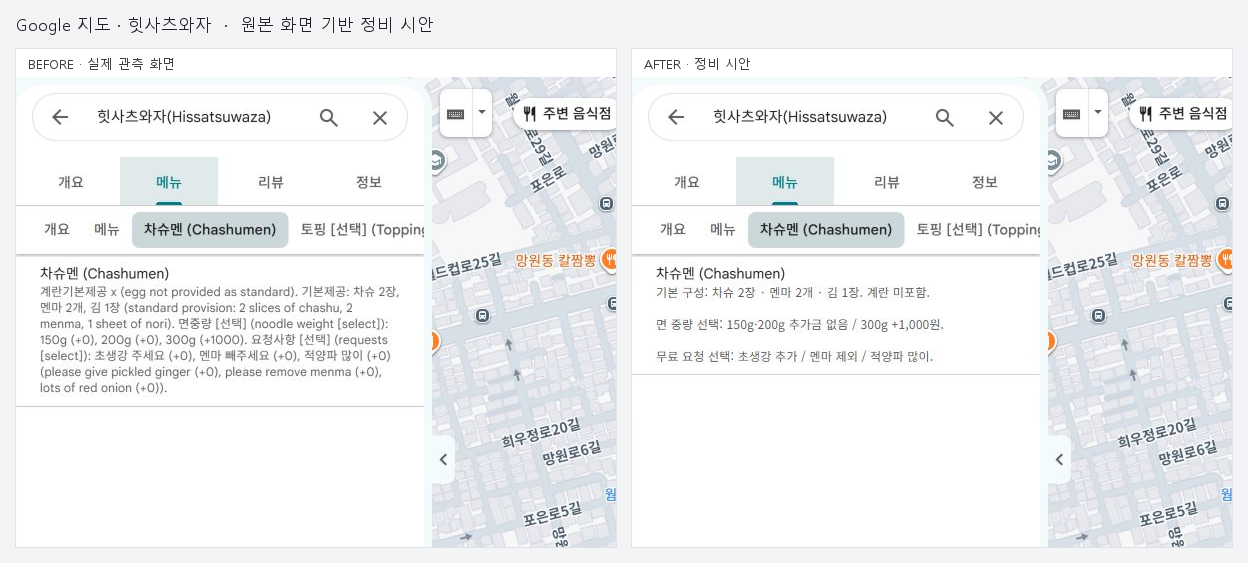 Google 지도 · 힛사츠와자 · 원본 화면 기반 정비 시안
BEFORE · 실제 관측 화면
힛사츠와자(Hissatsuwaza)
개요 메뉴 리뷰 정보
개요 메뉴 차슈멘 (Chashumen) 토핑 [선택] (Topping
차슈멘 (Chashumen)
계란기본제공 x (egg not provided as standard). 기본제공: 차슈 2장,
멘마 2개, 김 1장 (standard provision: 2 slices of chashu, 2
menma, 1 sheet of nori). 면중량 [선택] (noodle weight [select]):
150g (+0), 200g (+0), 300g (+1000). 요청사항 [선택] (requests
[select]): 초생강 주세요 (+0), 멘마 빼주세요 (+0), 적양파 많이 (+0)
(please give pickled ginger (+0), please remove menma (+0),
lots of red onion (+0)).
주변 음식점
포은로
망원동 칼짬뽕
월드컵로25길
희우정로20길
망원로6길
포은로5길
AFTER · 정비 시안
힛사츠와자(Hissatsuwaza)
개요 메뉴 리뷰 정보
개요 메뉴 차슈멘 (Chashumen) 토핑 [선택] (Topping
차슈멘 (Chashumen)
기본 구성: 차슈 2장 · 멘마 2개 · 김 1장. 계란 미포함.
면 중량 선택: 150g·200g 추가금 없음 / 300g +1,000원.
무료 요청 선택: 초생강 추가 / 멘마 제외 / 적양파 많이.
주변 음식점
포은로
망원동 칼짬뽕
월드컵로25길
희우정로20길
망원로6길
포은로5길